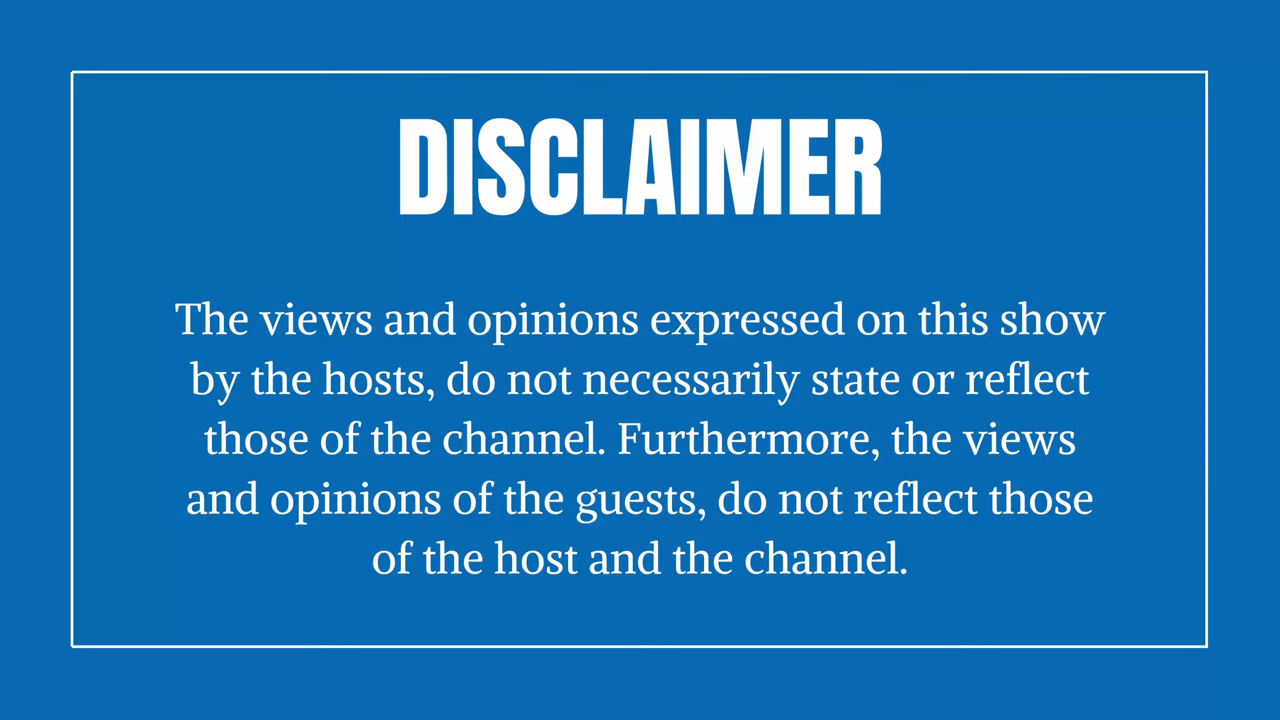 DISCLAIMER
The views and opinions expressed on this show
by the hosts, do not necessarily state or reflect
those of the channel. Furthermore, the views
and opinions of the guests, do not reflect those
of the host and the channel.